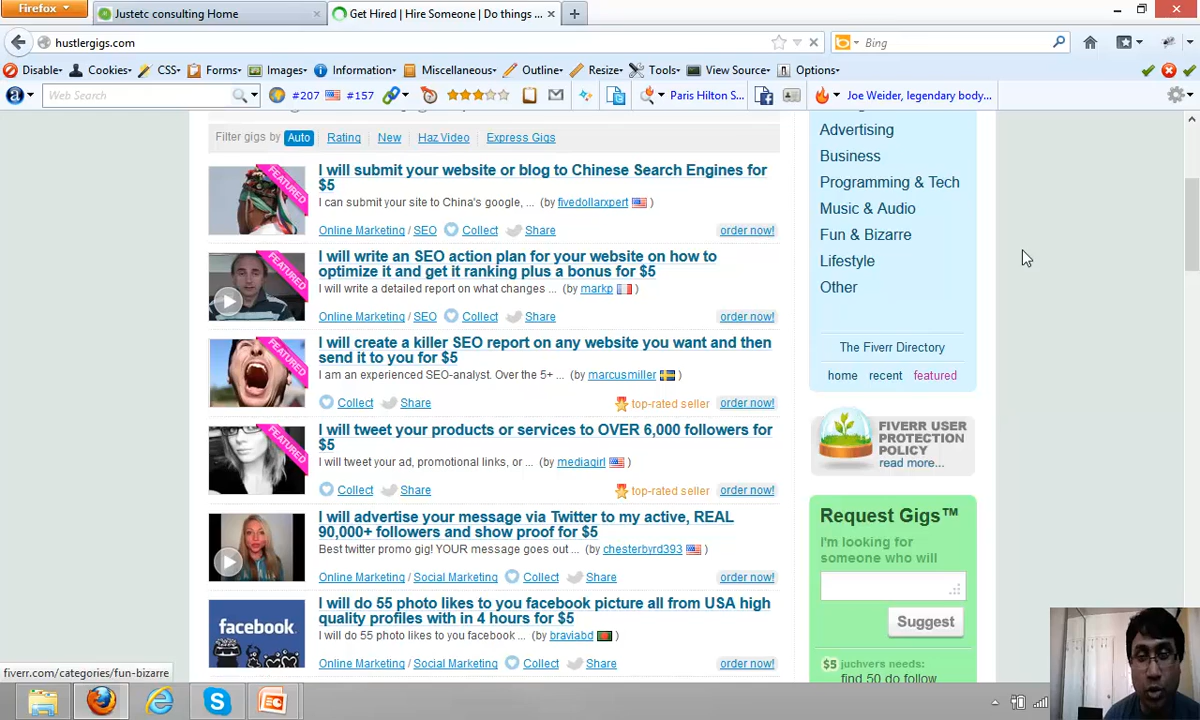 Firefox
Justetc consulting Home
Get Hired | Hire Someone | Do things ...
hustlergigs.com
Bing
Disable
Cookies
CSS
Forms
Images
Information
Miscellaneous
Outline
Resize
Tools
View Source
Options
Web Search
#207
#157
Paris Hilton S...
Joe Weider, legendary body...
Filter gigs by Auto Rating New Haz Video Express Gigs
FEATURED
I will submit your website or blog to Chinese Search Engines for
$5
I can submit your site to China's google, ... (by fivedollarxpert )
Online Marketing / SEO Collect Share order now!
FEATURED
I will write an SEO action plan for your website on how to
optimize it and get it ranking plus a bonus for $5
I will write a detailed report on what changes ... (by markp )
Online Marketing / SEO Collect Share order now!
FEATURED
I will create a killer SEO report on any website you want and then
send it to you for $5
I am an experienced SEO-analyst. Over the 5+ ... (by marcusmiller )
Collect Share top-rated seller order now!
FEATURED
I will tweet your products or services to OVER 6,000 followers for
$5
I will tweet your ad, promotional links, or ... (by mediagirl )
Collect Share top-rated seller order now!
I will advertise your message via Twitter to my active, REAL
90,000+ followers and show proof for $5
Best twitter promo gig! YOUR message goes out ... (by chesterbyrd393 )
Online Marketing / Social Marketing Collect Share order now!
facebook.
I will do 55 photo likes to you facebook picture all from USA high
quality profiles with in 4 hours for $5
I will do 55 photo likes to you facebook ... (by braviabd )
Online Marketing / Social Marketing Collect Share order now!
Advertising
Business
Programming & Tech
Music & Audio
Fun & Bizarre
Lifestyle
Other
The Fiverr Directory
home recent featured
FIVERR USER
PROTECTION
POLICY
read more...
Request Gigs™
I'm looking for
someone who will
Suggest
$5 juchvers needs:
find 50 do follow
fiverr.com/categories/fun-bizarre